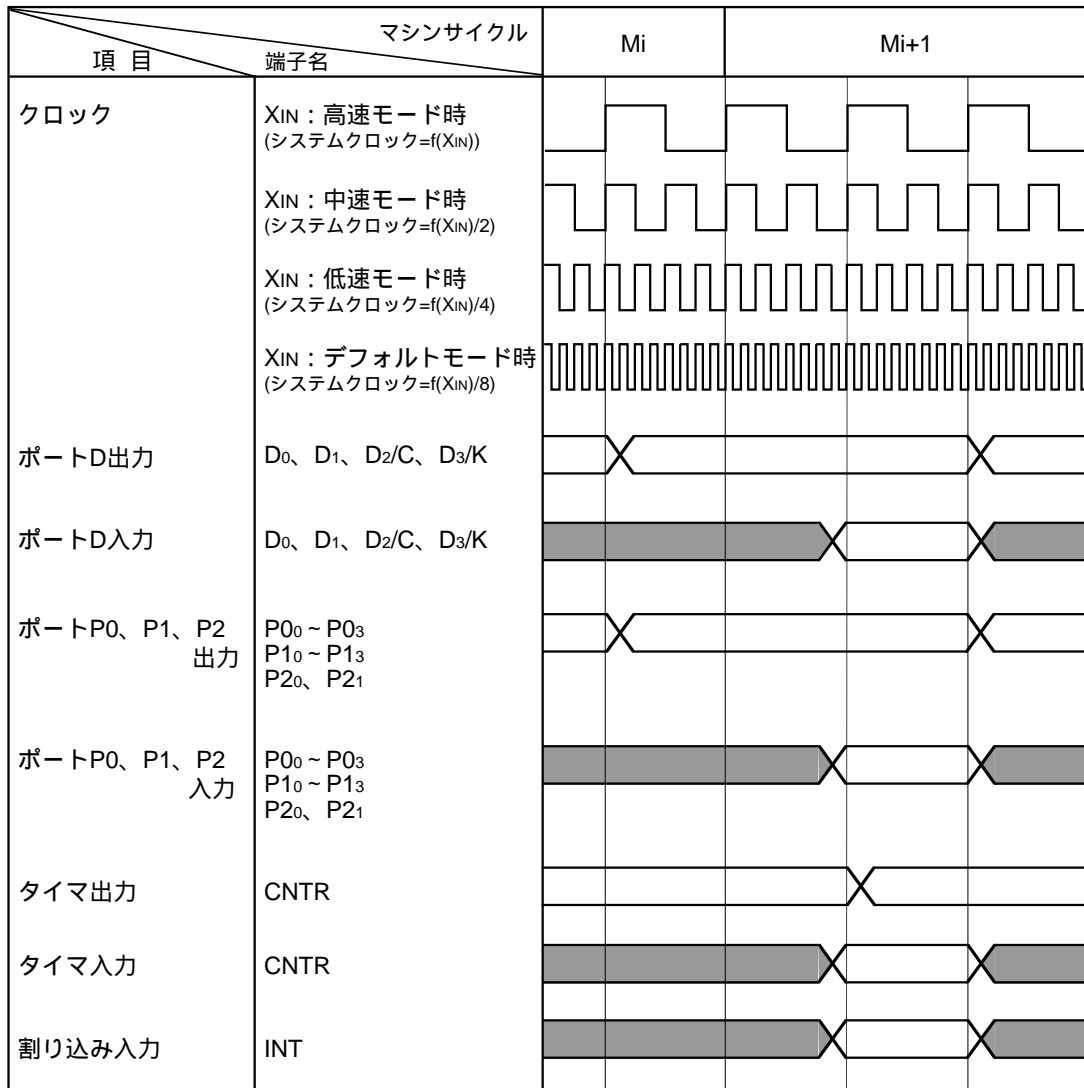 マシンサイクル
項 目
端子名
Mi
Mi+1
クロック
XIN：高速モード時
(システムクロック=f(XIN))
XIN：中速モード時
(システムクロック=f(XIN)/2)
XIN：低速モード時
(システムクロック=f(XIN)/4)
XIN：デフォルトモード時
(システムクロック=f(XIN)/8)
ポートD出力
D0、D1、D2/C、D3/K
ポートD入力
D0、D1、D2/C、D3/K
ポートP0、P1、P2
出力
P00 ~ P03
P10 ~ P13
P20、P21
ポートP0、P1、P2
入力
P00 ~ P03
P10 ~ P13
P20、P21
タイマ出力
CNTR
タイマ入力
CNTR
割り込み入力
INT